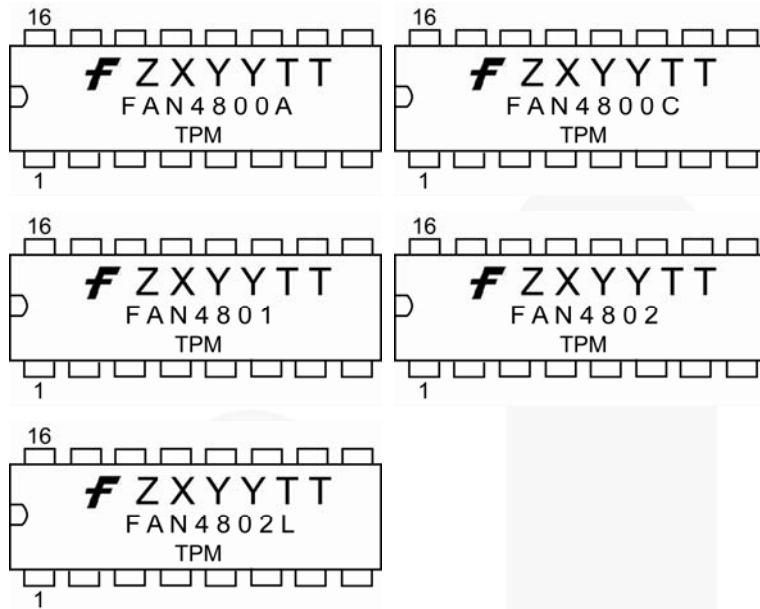 16
ZXYYTT
FAN4800A
TPM
1
16
ZXYYTT
FAN4800C
TPM
1
16
ZXYYTT
FAN4801
TPM
1
16
ZXYYTT
FAN4802
TPM
1
16
ZXYYTT
FAN4802L
TPM
1